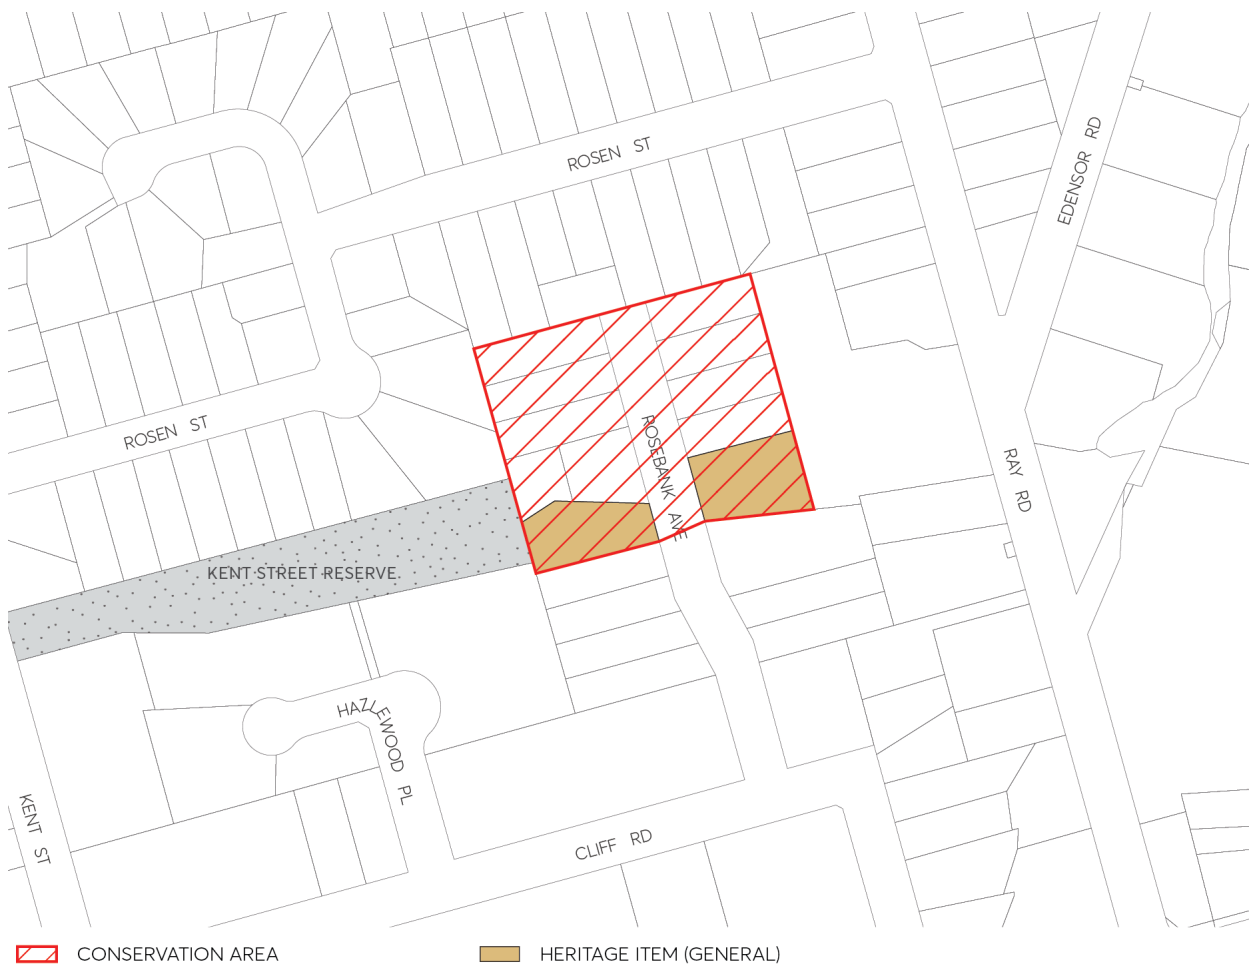 ROSEN ST
EDENSOR RD
ROSEN ST
ROSEBANK AVE
RAY RD
KENT STREET RESERVE
HAZLEWOOD PL
KENT ST
CLIFF RD
CONSERVATION AREA
HERITAGE ITEM (GENERAL)